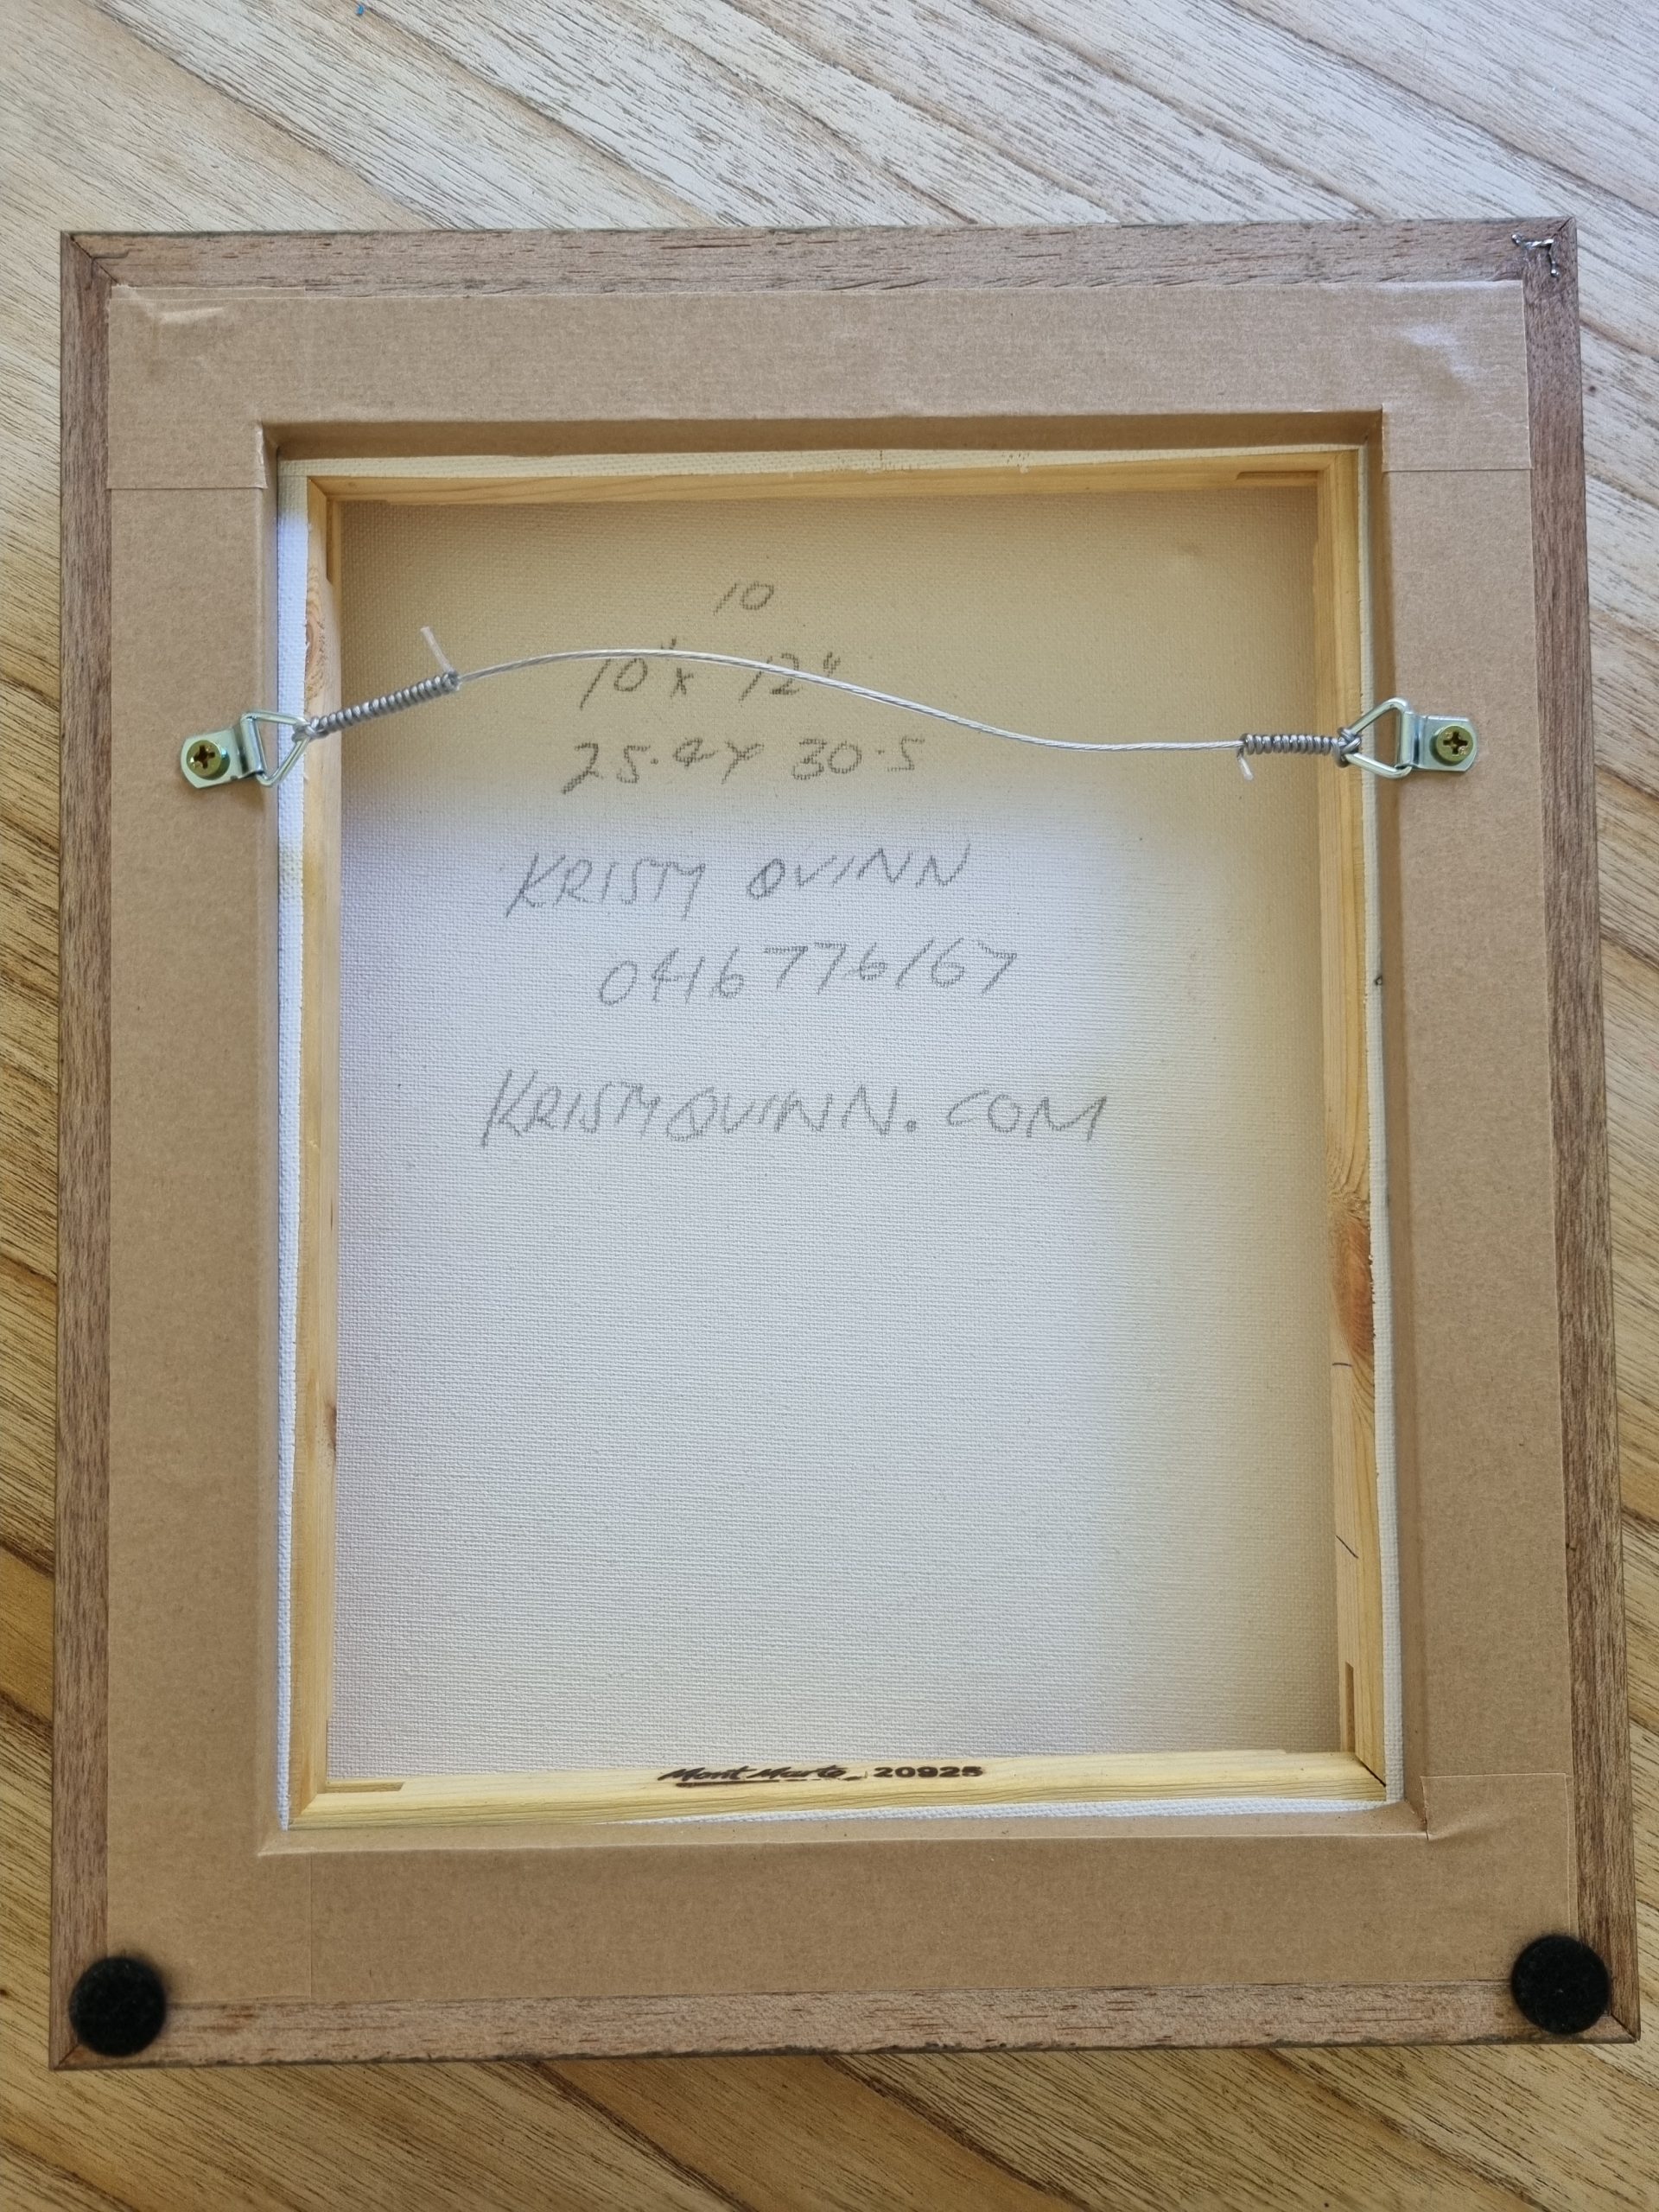 10
10" x 12"
25.4 x 30.5
KRISTY QUINN
0416776167
KRISTYQUINN.COM
Mont Marte 20925